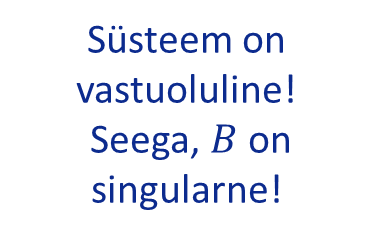 Süsteem on
vastuoluline!
Seega, B on
singularne!